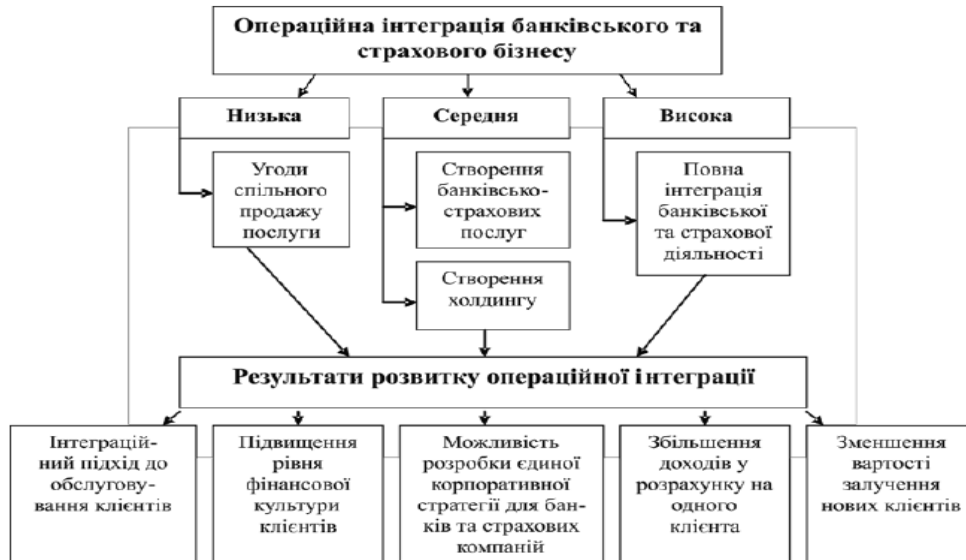 Операційна інтеграція банківського та
страхового бізнесу
Низька
Середня
Висока
Угоди
спільного
продажу
послуги
Створення
банківсько-
страхових
послуг
Повна
інтеграція
банківської
та страхової
діяльності
Створення
холдингу
Результати розвитку операційної інтеграції
Інтеграцій-
ний підхід до
обслугову-
вання клієнтів
Підвищення
рівня
фінансової
культури
клієнтів
Можливість
розробки єдиної
корпоративної
стратегії для бан-
ків та страхових
компаній
Збільшення
доходів у
розрахунку на
одного
клієнта
Зменшення
вартості
залучення
нових клієнтів